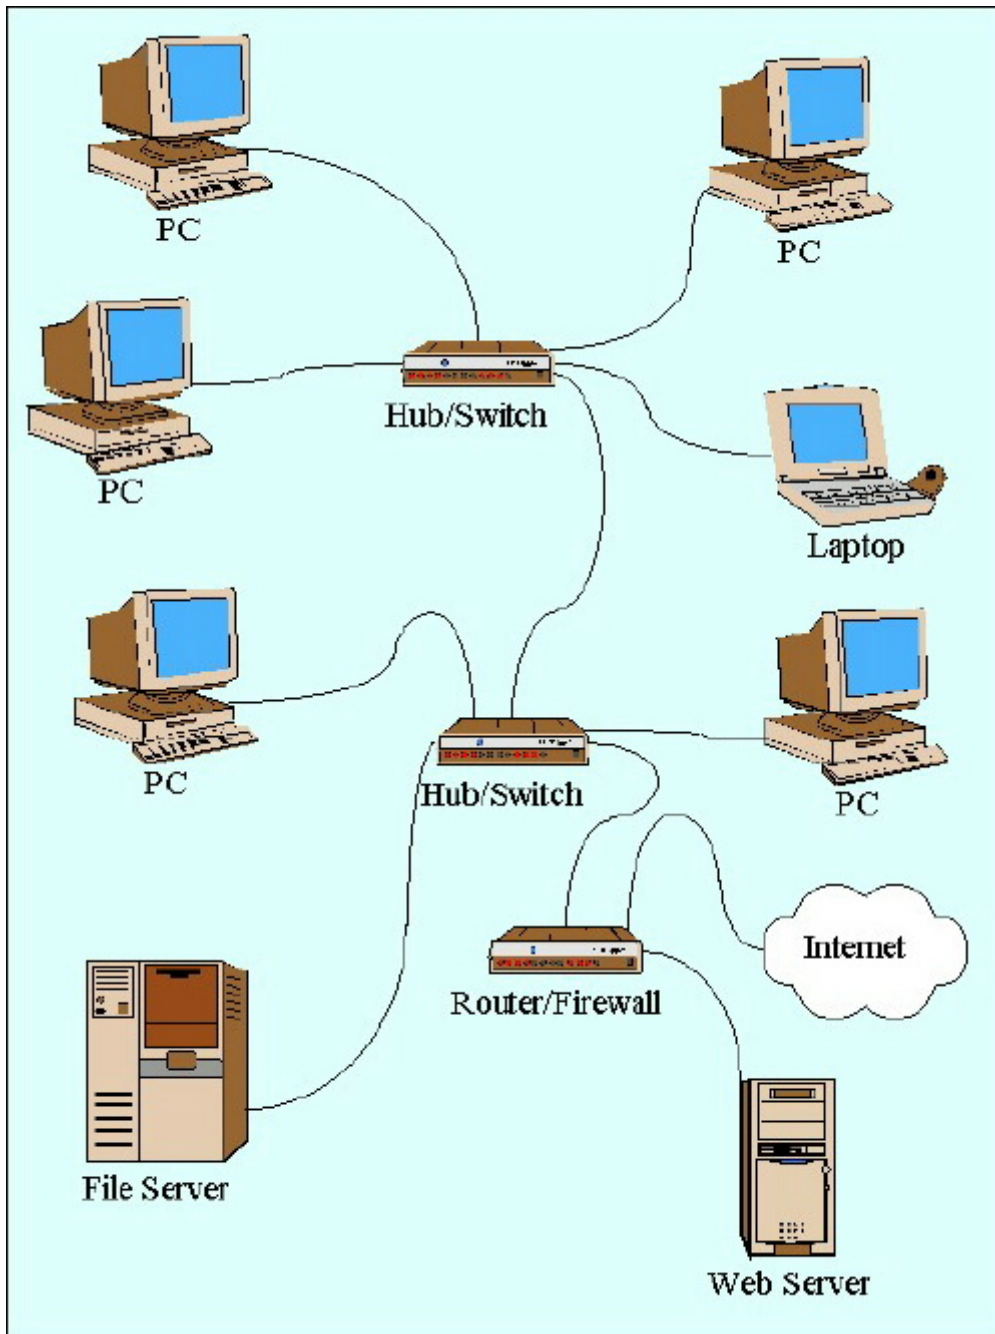 PC
PC
Hub/Switch
PC
Laptop
PC
Hub/Switch
PC
Internet
Router/Firewall
File Server
Web Server